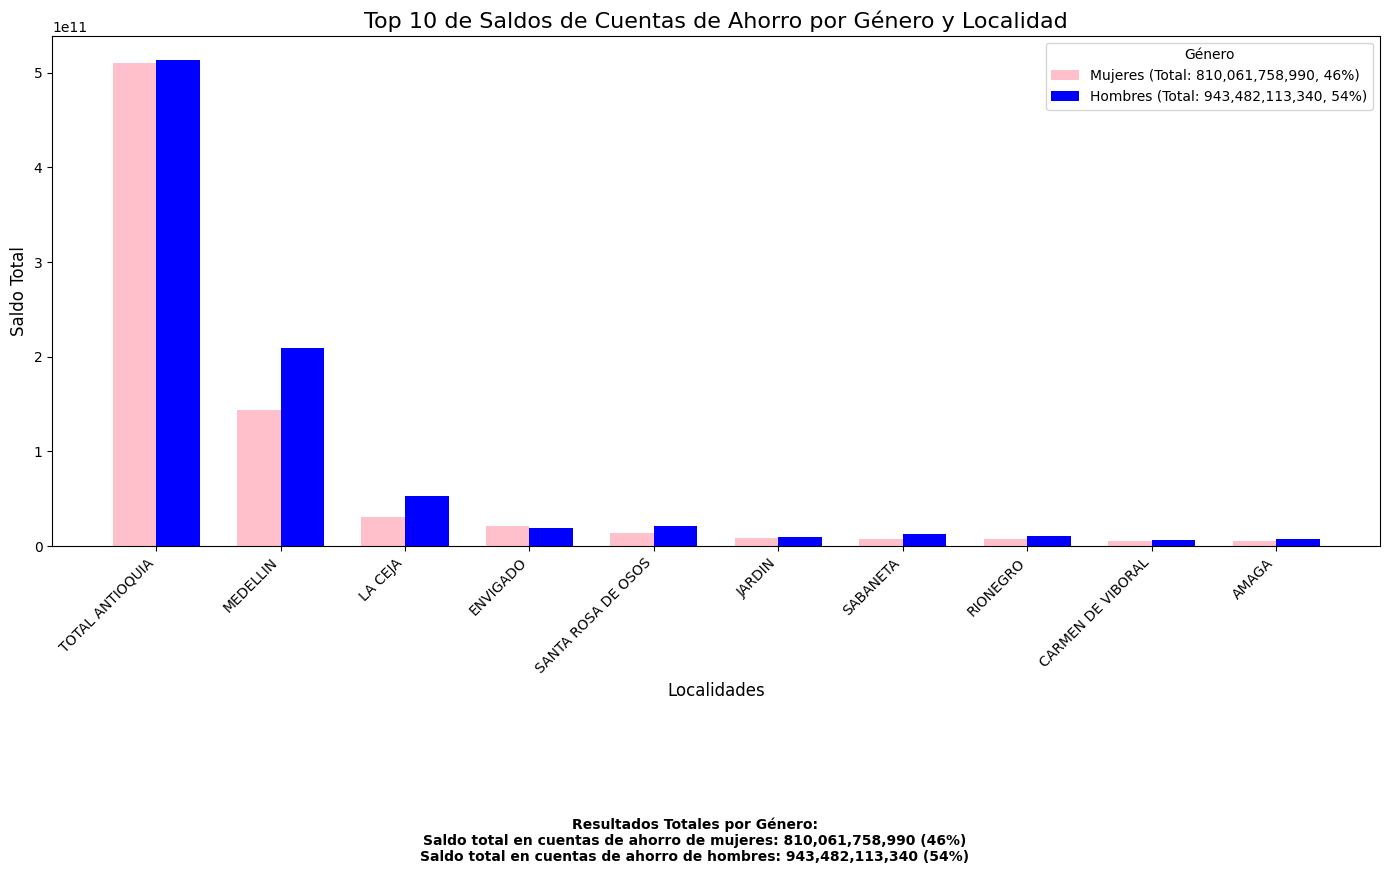 Top 10 de Saldos de Cuentas de Ahorro por Género y Localidad
1e11
5
4
3
2
1
0
Saldo Total
Género
Mujeres (Total: 810,061,758,990, 46%)
Hombres (Total: 943,482,113,340, 54%)
TOTAL ANTIOQUIA
MEDELLIN
LA CEJA
ENVIGADO
SANTA ROSA DE OSOS
JARDIN
SABANETA
RIONEGRO
CARMEN DE VIBORAL
AMAGA
Localidades
Resultados Totales por Género:
Saldo total en cuentas de ahorro de mujeres: 810,061,758,990 (46%)
Saldo total en cuentas de ahorro de hombres: 943,482,113,340 (54%)